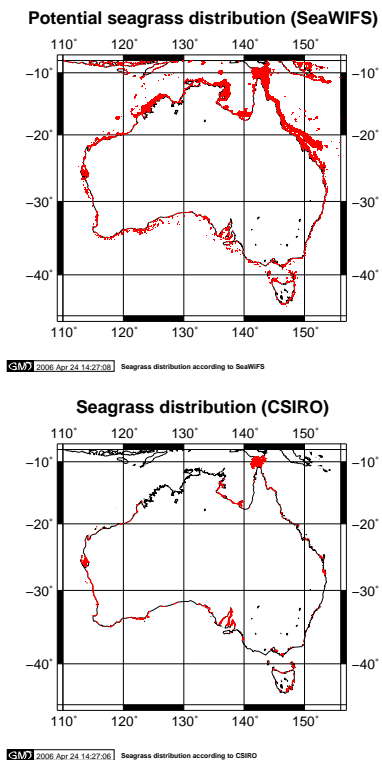 Potential seagrass distribution (SeaWIFS)
110˚ 120˚ 130˚ 140˚ 150˚
−10˚ −10˚
−20˚ −20˚
−30˚ −30˚
−40˚ −40˚
110˚ 120˚ 130˚ 140˚ 150˚
GMD 2006 Apr 24 14:27:08 Seagrass distribution according to SeaWiFS
Seagrass distribution (CSIRO)
110˚ 120˚ 130˚ 140˚ 150˚
−10˚ −10˚
−20˚ −20˚
−30˚ −30˚
−40˚ −40˚
110˚ 120˚ 130˚ 140˚ 150˚
GMD 2006 Apr 24 14:27:06 Seagrass distribution according to CSIRO